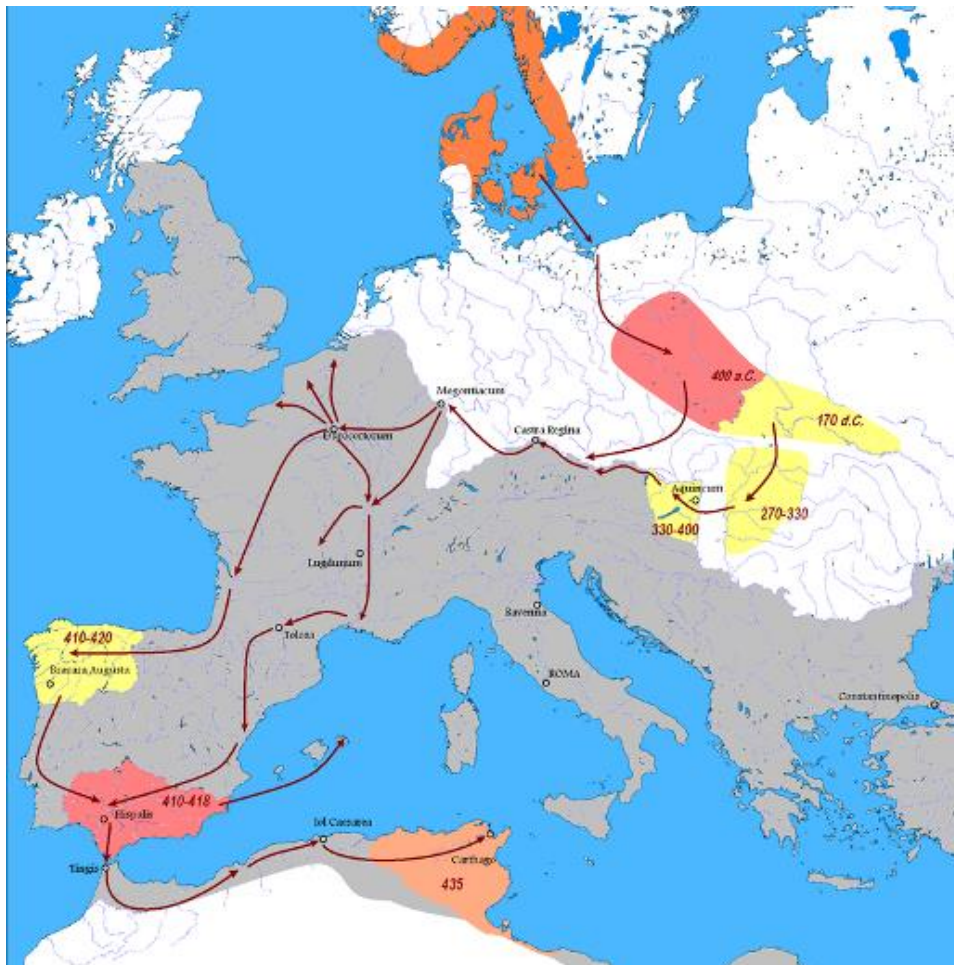 400 a.C.
Mogontiacum
170 d.C.
Castra Regina
Aquincum
270-330
330-400
Lugdunum
Ravenna
410-420
Tolosa
Bracara Augusta
ROMA
Constantinopolis
410-418
Hispalis
Iol Caesarea
Tingis
Carthago
435